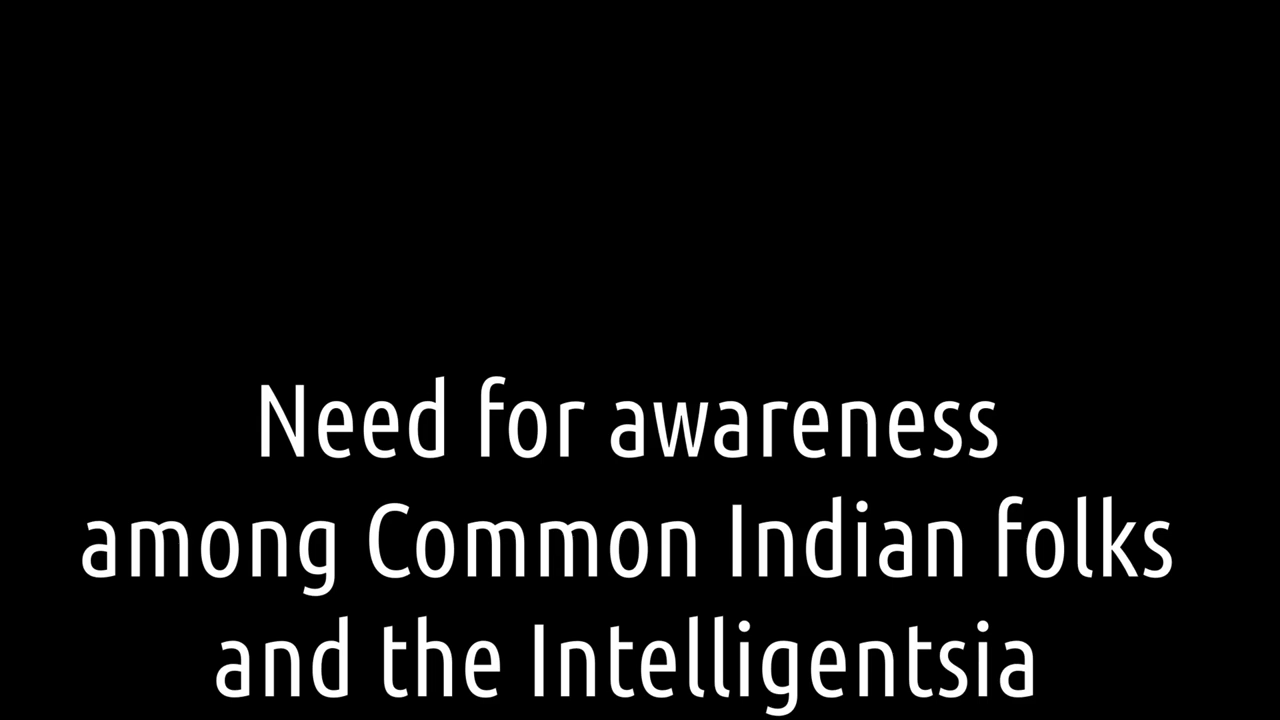 Need for awareness
among Common Indian folks
and the Intelligentsia